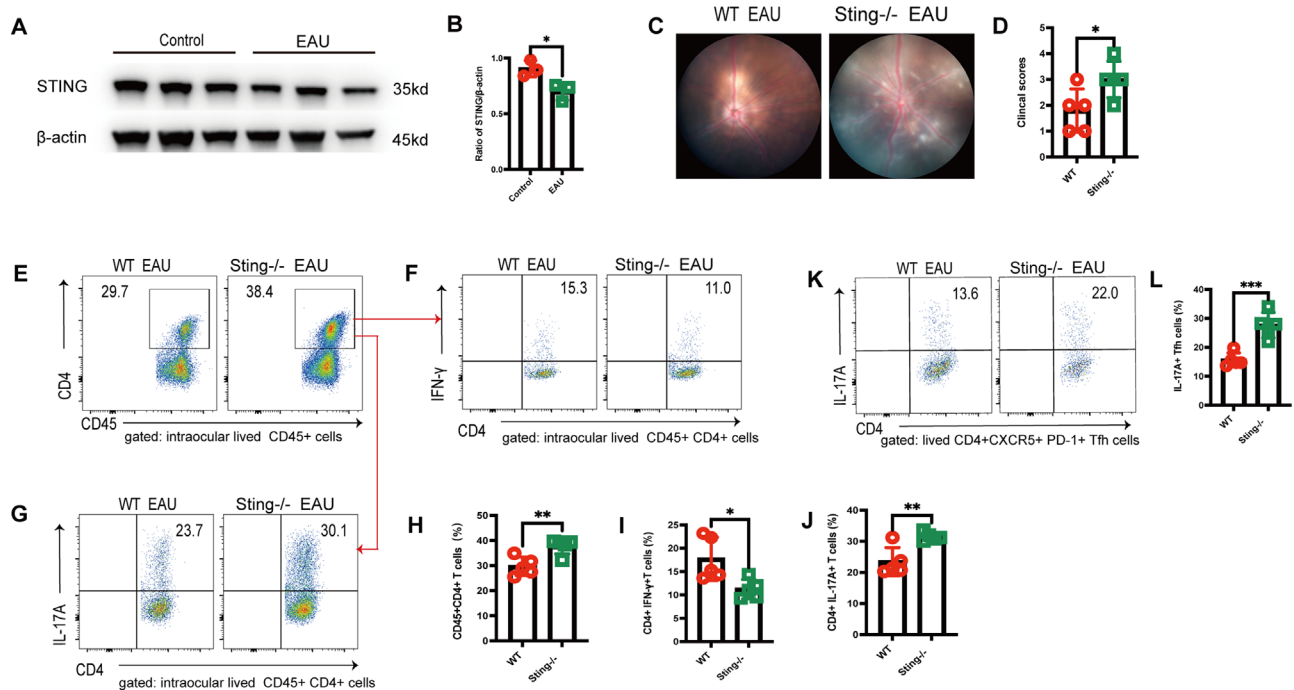 A
Control
EAU
STING
35kd
β-actin
45kd
B
*
Ratio of STING/β-actin
1.0
0.5
0.0
Control
EAU
C
WT EAU
Sting-/- EAU
D
*
Clincal scores
5
4
3
2
1
0
WT
Sting-/-
E
WT EAU
Sting-/- EAU
29.7
38.4
CD4
CD45
gated: intraocular lived CD45+ cells
F
WT EAU
Sting-/- EAU
15.3
11.0
IFN-γ
CD4
gated: intraocular lived CD45+ CD4+ cells
K
WT EAU
Sting-/- EAU
13.6
22.0
IL-17A
CD4
gated: lived CD4+CXCR5+ PD-1+ Tfh cells
L
***
IL-17A+ Tfh cells (%)
40
30
20
10
0
WT
Sting-/-
G
WT EAU
Sting-/- EAU
23.7
30.1
IL-17A
CD4
gated: intraocular lived CD45+ CD4+ cells
H
**
CD45+CD4+ T cells (%)
50
40
30
20
10
0
WT
Sting-/-
I
*
CD4+ IFN-γ+T cells (%)
25
20
15
10
5
0
WT
Sting-/-
J
**
CD4+ IL-17A+ T cells (%)
40
30
20
10
0
WT
Sting-/-